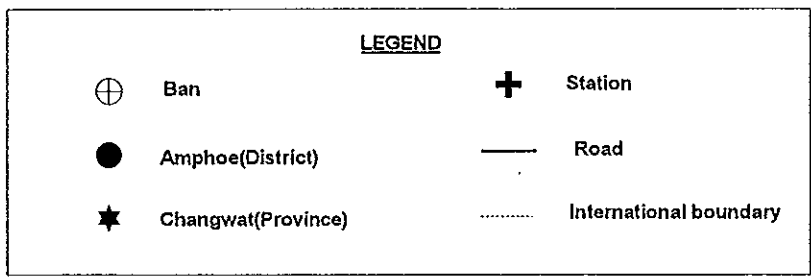 LEGEND
Ban
Station
Amphoe(District)
Road
Changwat(Province)
International boundary